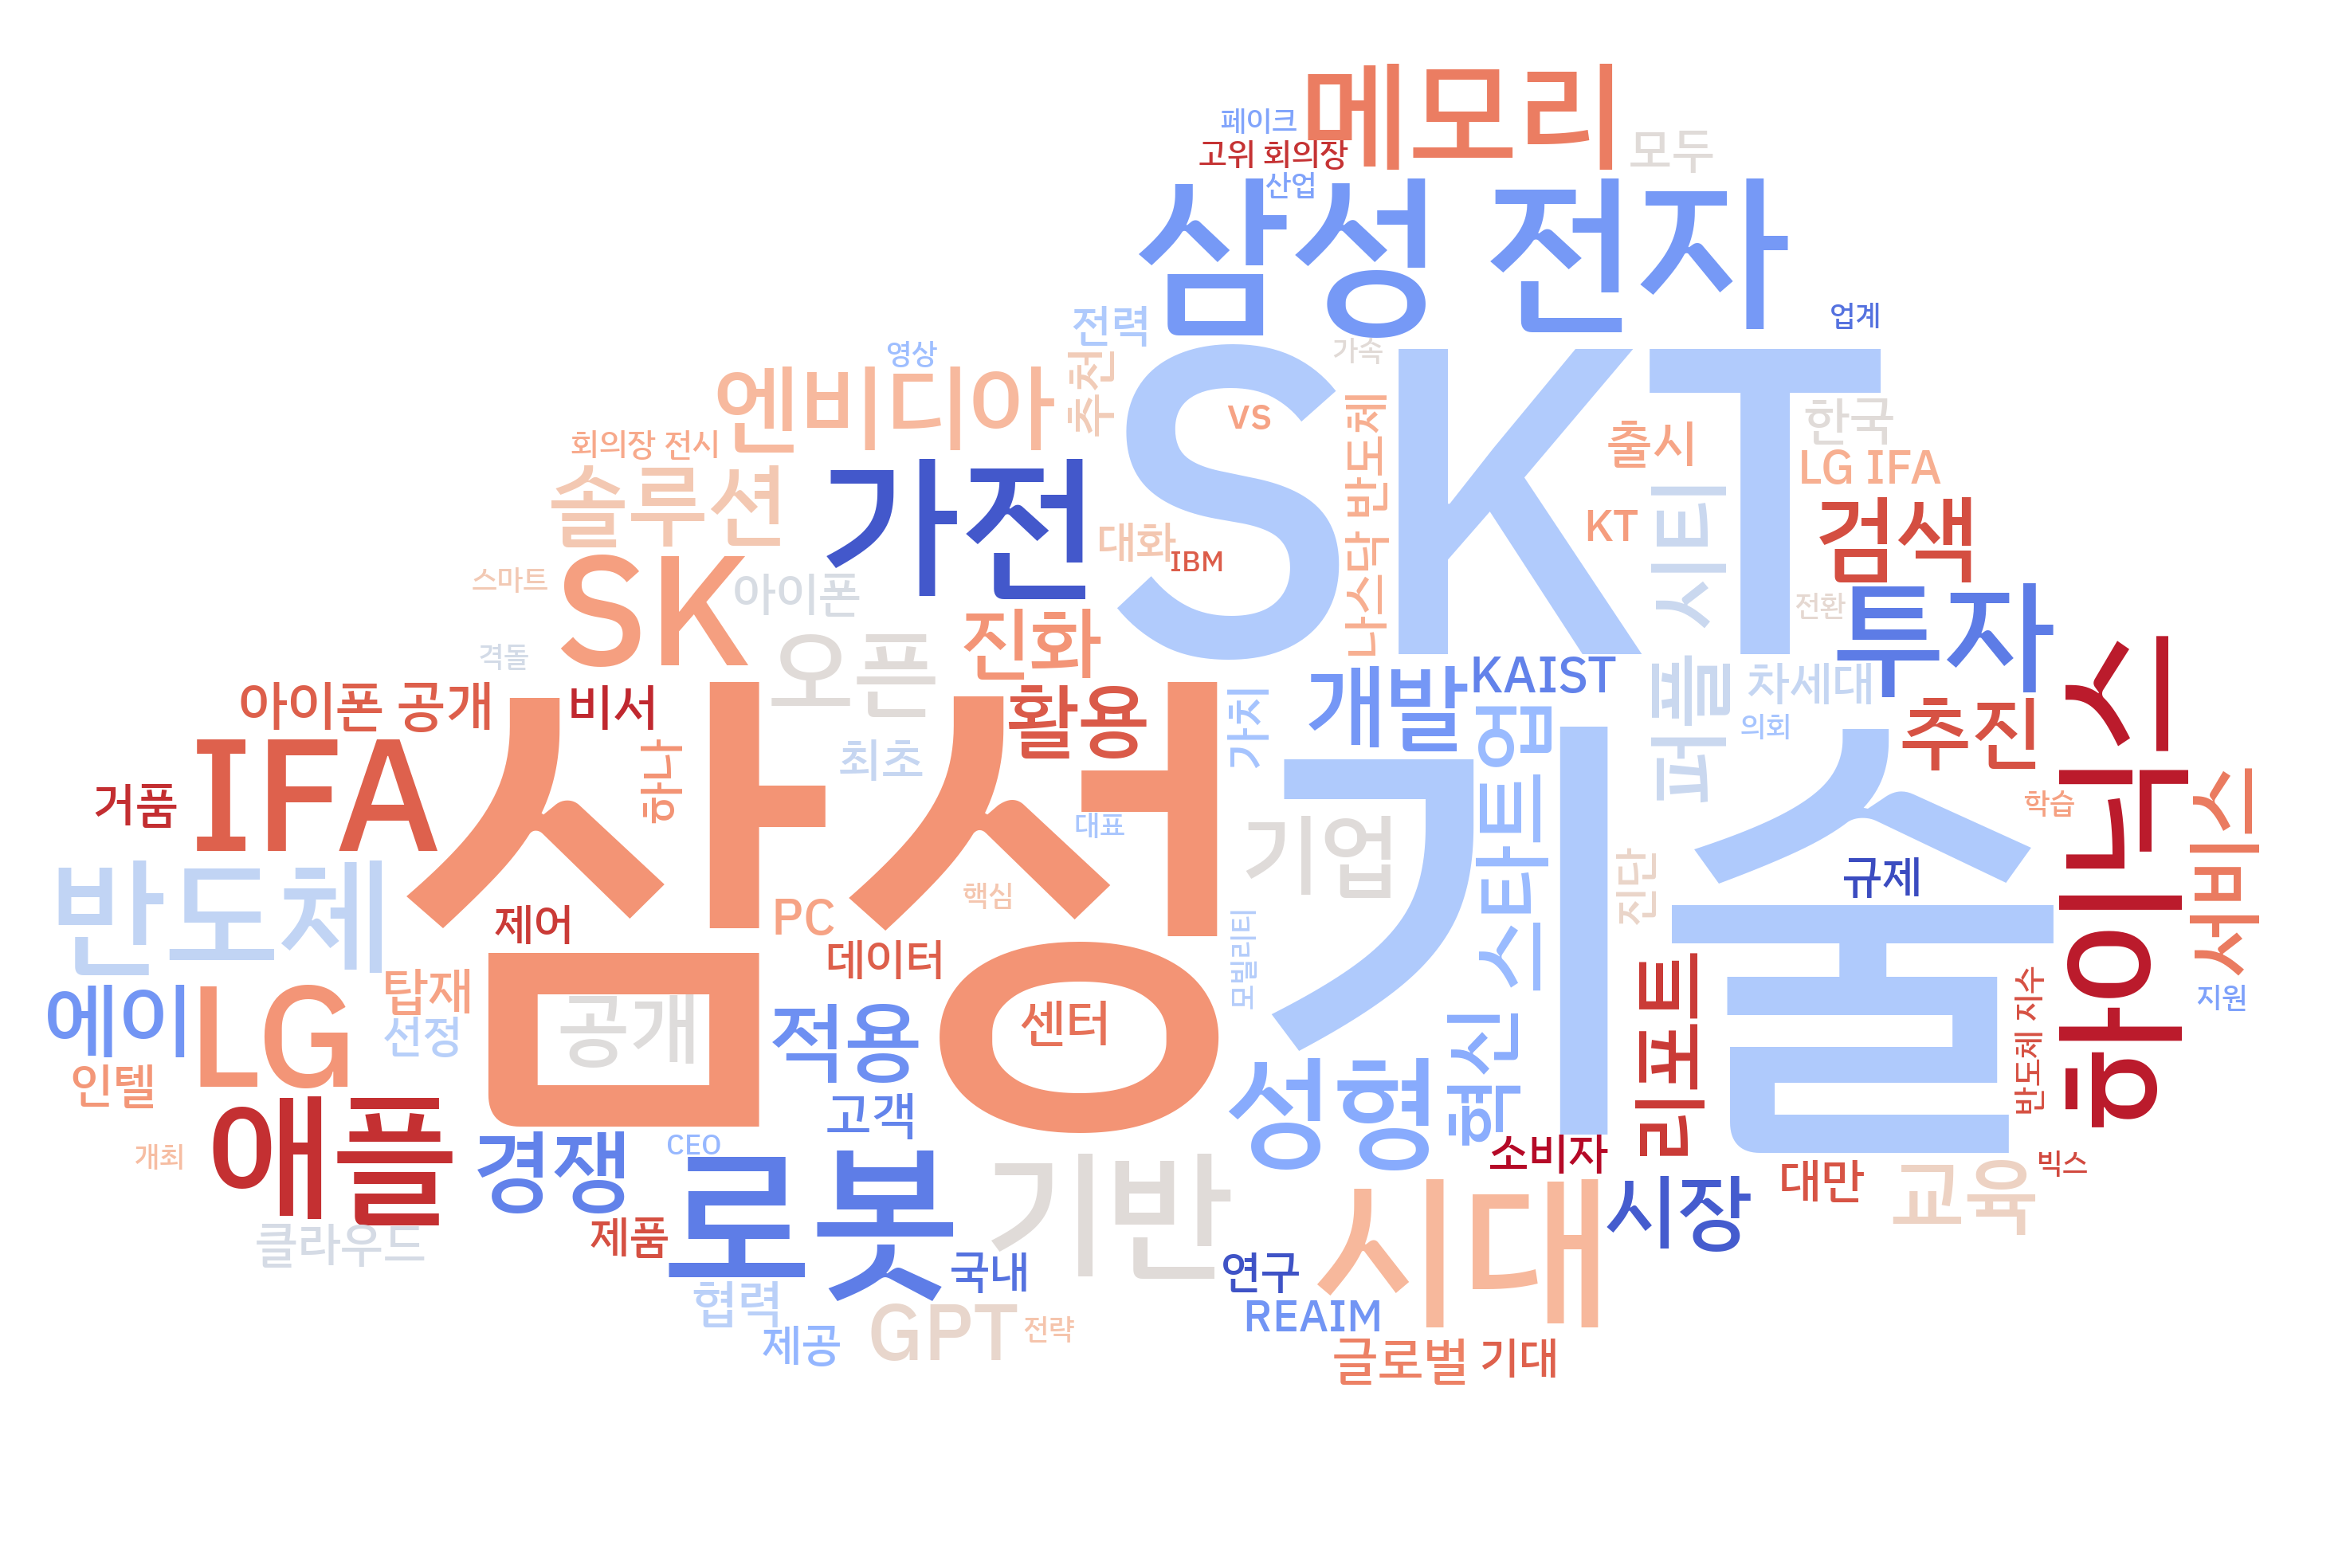 메모리
페이크
모두
고위 회의장
산업
삼성 전자
전력
업계
영상
가속
추천
엔비디아
SKT
vs
나스닥 반도체
출시
한국
회의장 전시
LG IFA
솔루션
가전
시티
검색
KT
대화
IBM
스마트
SK
아이폰
전환
투자
진화
오픈
격돌
KAIST
하이닉스
개발
퍼플
차세대
아이폰 공개
비서
삼성
활용
가치
스타트업
의회
추진
기술
IFA
하나
최초
서비스
거품
학습
대표
기업
반도체
진단
규제
핵심
제어
PC
모빌리티
데이터
리포트
탑재
에이
LG
선정
공개
적용
센터
혁신
반도체 지수
지원
인텔
성형
고객
애플
경쟁
CEO
로봇
소비자
개최
기반
시대
시장
대만
교육
빅스
클라우드
제품
국내
연구
협력
REAIM
GPT
전략
제공
글로벌
기대